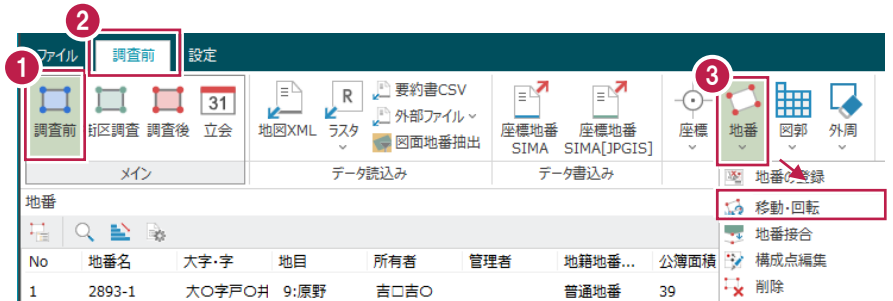 2
ファイル 調査前 設定
1
3
調査前 街区調査 調査後 31 立会
地図XML R ラスタ
要約書CSV
外部ファイル
図面地番抽出
座標地番 SIMA
座標地番 SIMA[JPGIS]
座標 地番 図郭 外周
メイン データ読込み データ書込み
地番の登録
移動・回転
地番接合
構成点編集
削除
地番
No 地番名 大字・字 地目 所有者 管理者 地籍地番... 公簿面積
1 2893-1 大〇字戸〇井 9:原野 吉□吉〇 普通地番 39